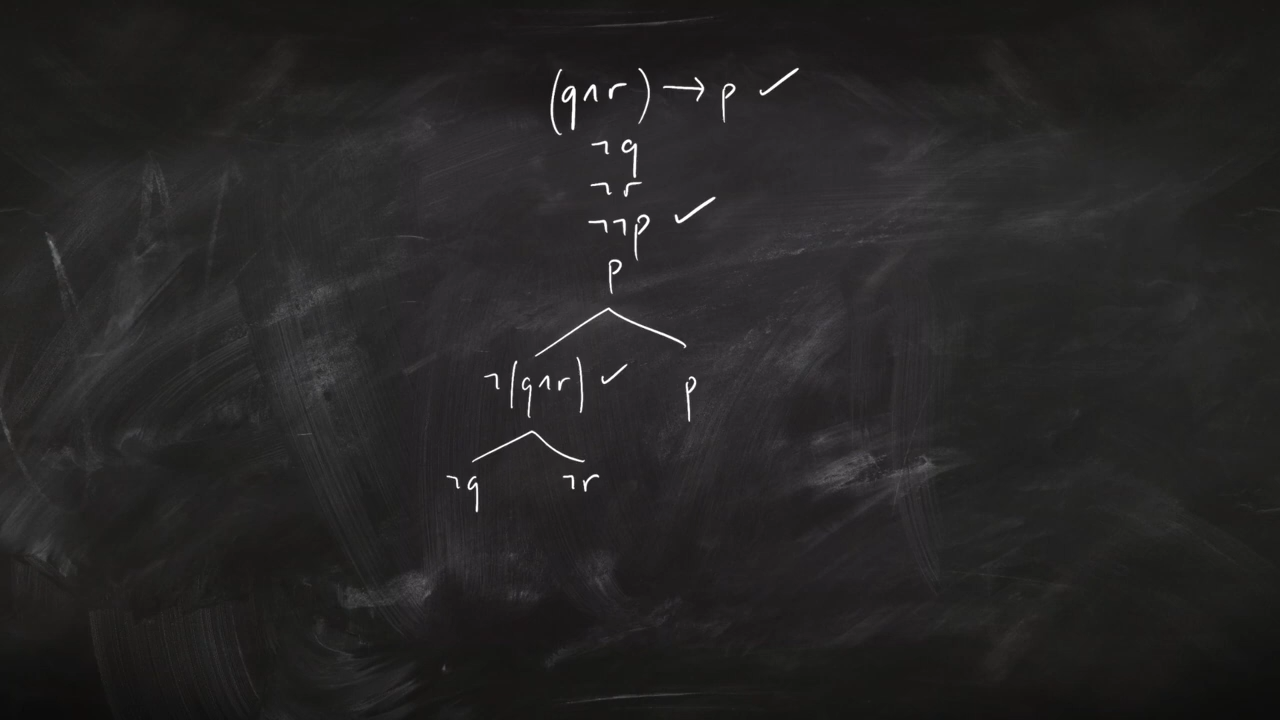 (q∧r) → p ✓
¬q
¬r
¬¬p ✓
p
¬(q∧r) ✓ p
¬q ¬r